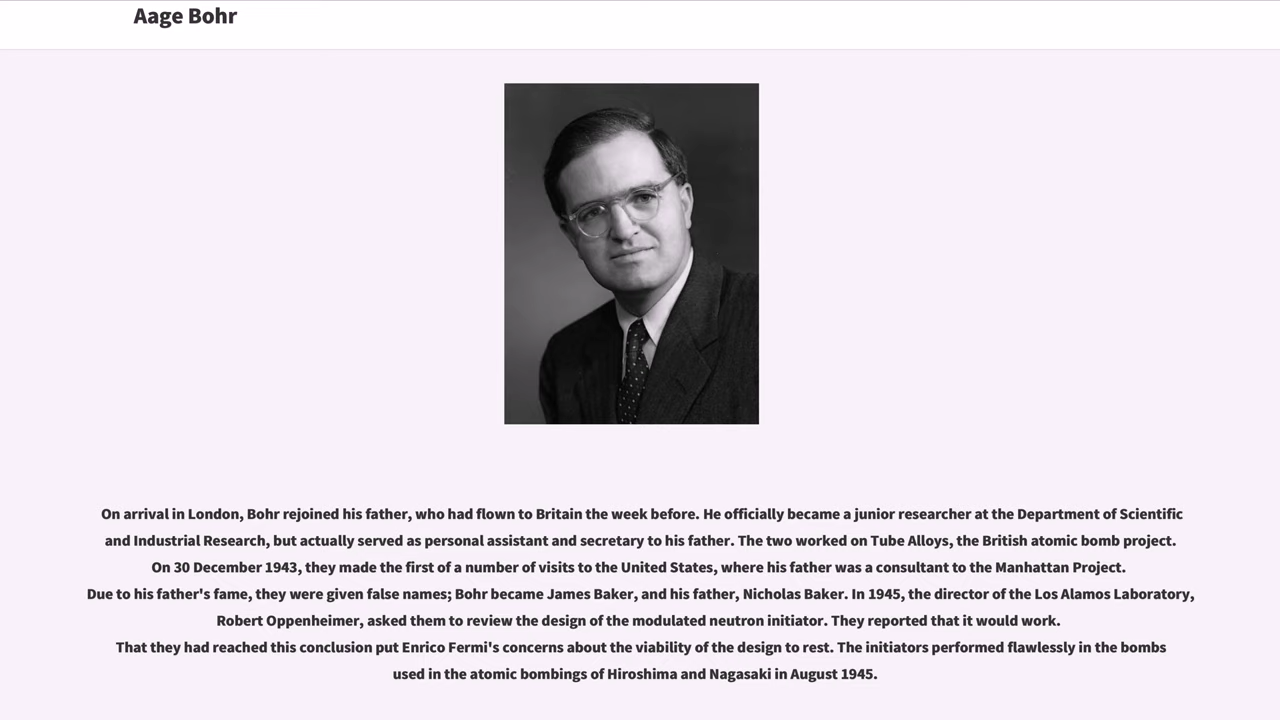 Aage Bohr
On arrival in London, Bohr rejoined his father, who had flown to Britain the week before. He officially became a junior researcher at the Department of Scientific
and Industrial Research, but actually served as personal assistant and secretary to his father. The two worked on Tube Alloys, the British atomic bomb project.
On 30 December 1943, they made the first of a number of visits to the United States, where his father was a consultant to the Manhattan Project.
Due to his father's fame, they were given false names; Bohr became James Baker, and his father, Nicholas Baker. In 1945, the director of the Los Alamos Laboratory,
Robert Oppenheimer, asked them to review the design of the modulated neutron initiator. They reported that it would work.
That they had reached this conclusion put Enrico Fermi's concerns about the viability of the design to rest. The initiators performed flawlessly in the bombs
used in the atomic bombings of Hiroshima and Nagasaki in August 1945.